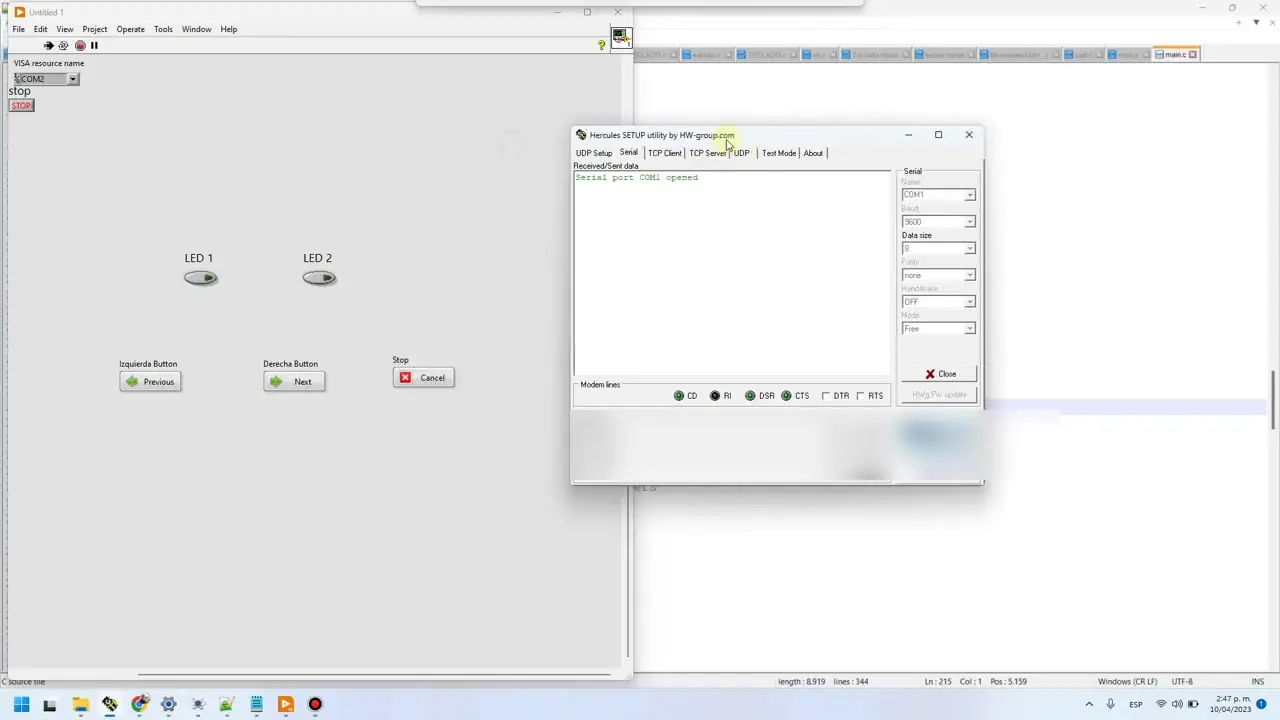 Untitled 1
File Edit View Project Operate Tools Window Help
VISA resource name
COM2
stop
STOP
LED 1
LED 2
Izquierda Button
Derecha Button
Stop
Previous
Next
Cancel
main.c
Hercules SETUP utility by HW-group.com
UDP Setup Serial TCP Client TCP Server UDP Test Mode About
Received/Sent data
Serial port COM1 opened
Serial
Name
COM1
Baud
9600
Data size
8
Parity
none
Handshake
OFF
Mode
Free
Close
HWg FW update
Modem lines
CD RI DSR CTS DTR RTS
C source file
length : 8.919 lines : 344
Ln : 215 Col : 1 Pos : 5.159
Windows (CR LF)
UTF-8
INS
ESP
2:47 p. m.
10/04/2023
1